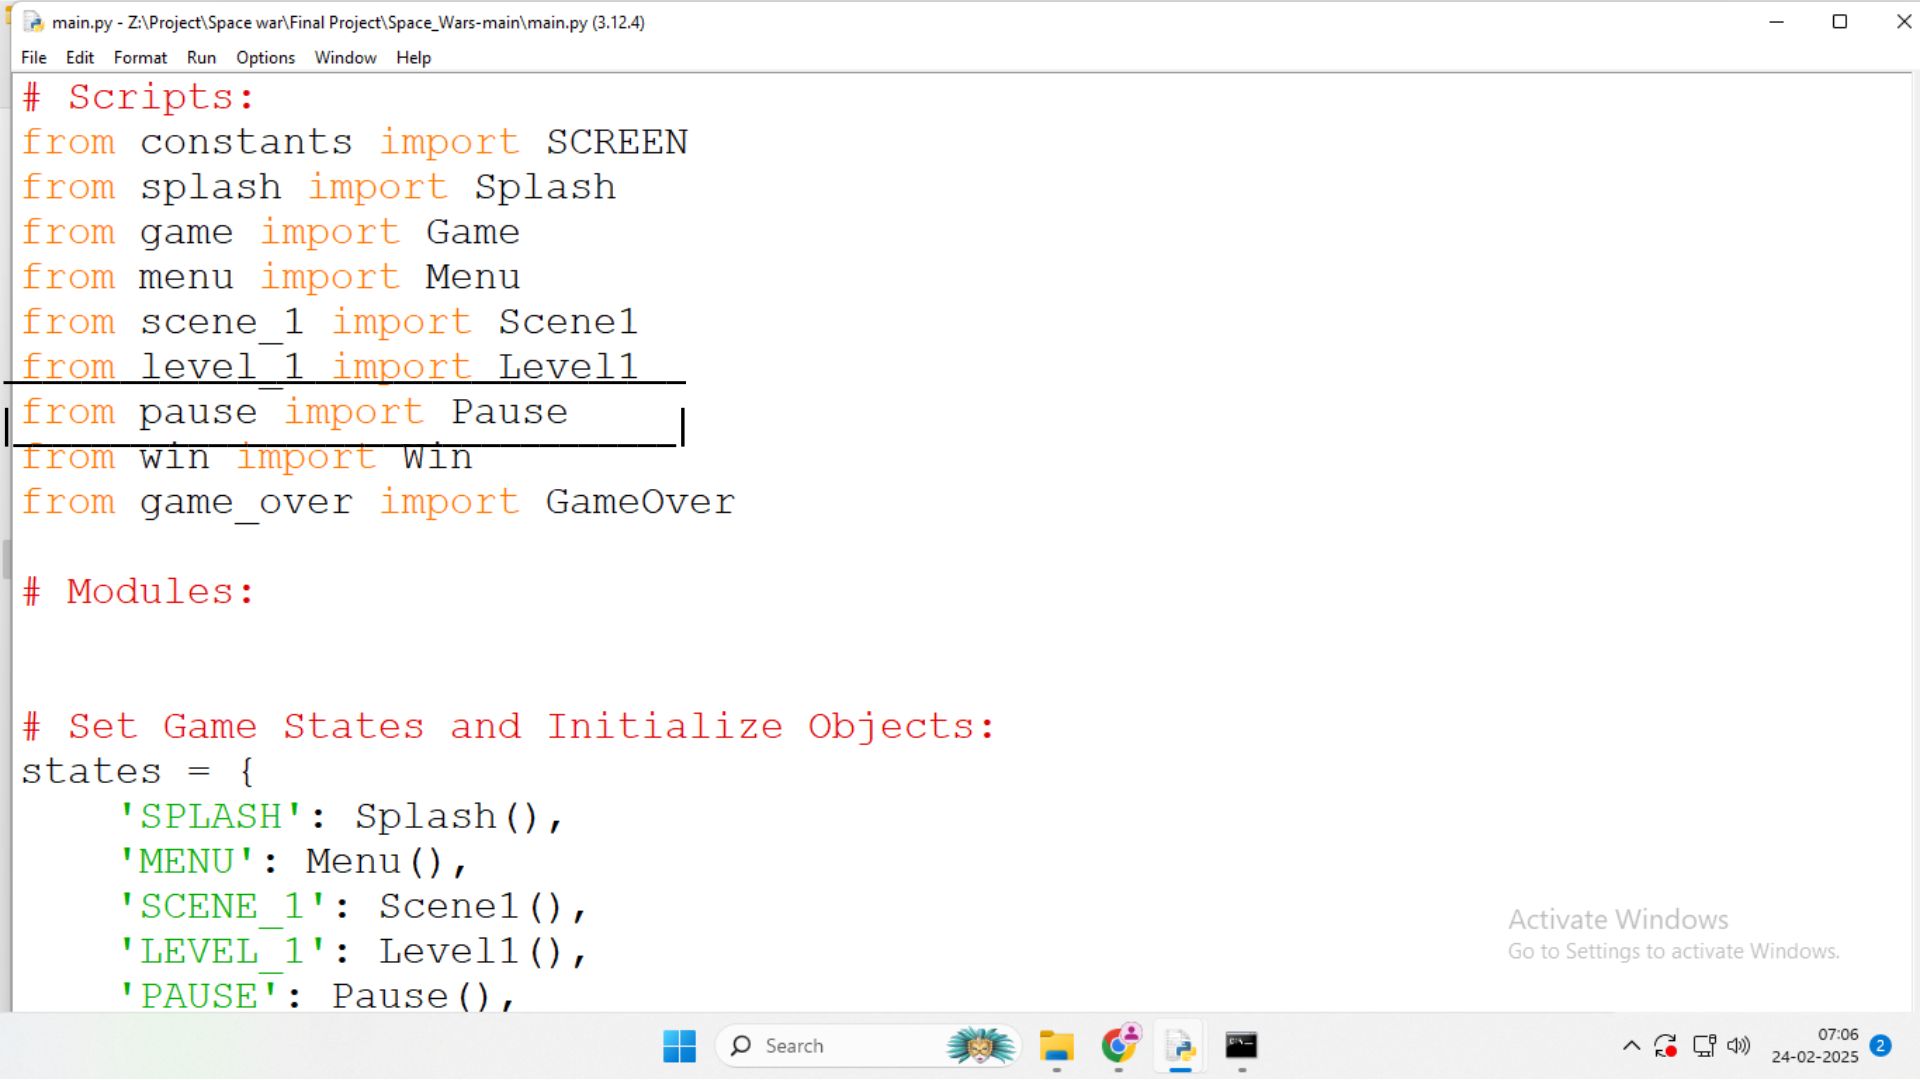 main.py - Z:\Project\Space war\Final Project\Space_Wars-main\main.py (3.12.4)
File Edit Format Run Options Window Help
# Scripts:
from constants import SCREEN
from splash import Splash
from game import Game
from menu import Menu
from scene_1 import Scene1
from level_1 import Level1
from pause import Pause
from win import Win
from game_over import GameOver
# Modules:
# Set Game States and Initialize Objects:
states = {
    'SPLASH': Splash(),
    'MENU': Menu(),
    'SCENE_1': Scene1(),
    'LEVEL_1': Level1(),
    'PAUSE': Pause(),
Activate Windows
Go to Settings to activate Windows.
Search
07:06
24-02-2025
2